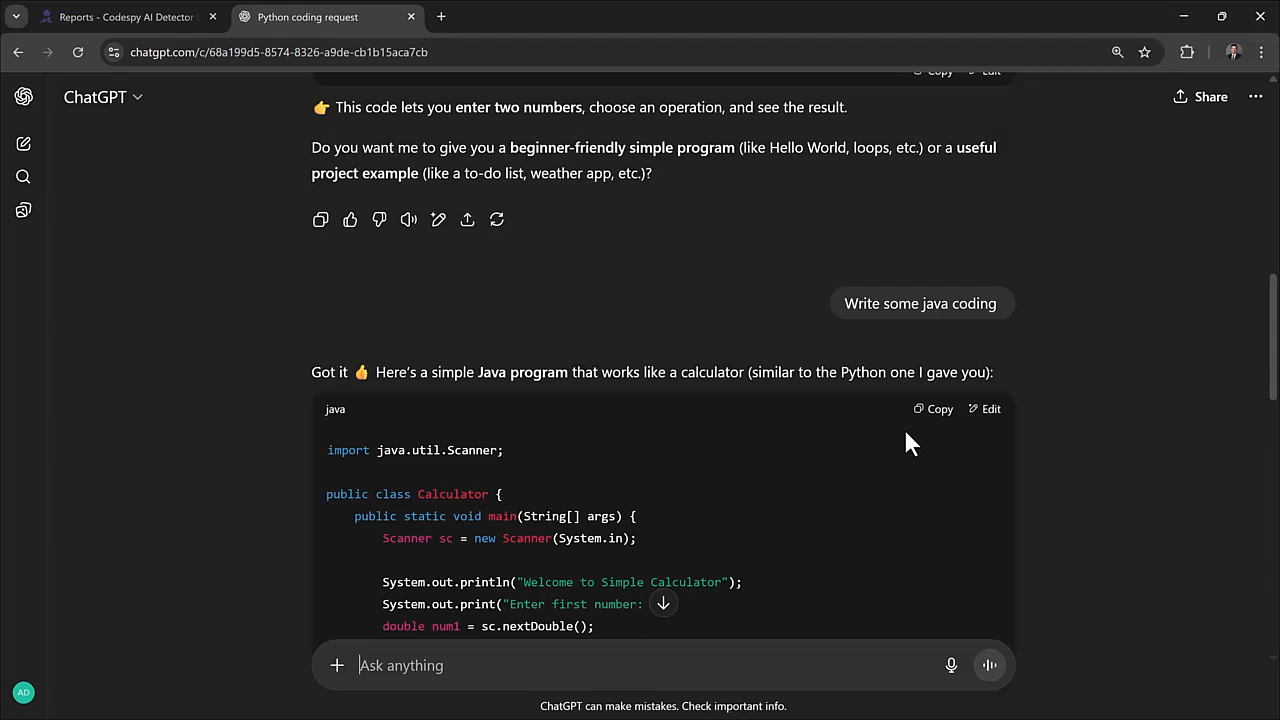 Reports - Codespy AI Detector
Python coding request
chatgpt.com/c/68a199d5-8574-8326-a9de-cb1b15aca7cb
ChatGPT
Share
Copy Edit
👉 This code lets you enter two numbers, choose an operation, and see the result.
Do you want me to give you a beginner-friendly simple program (like Hello World, loops, etc.) or a useful
project example (like a to-do list, weather app, etc.)?
Write some java coding
Got it 👍 Here's a simple Java program that works like a calculator (similar to the Python one I gave you):
java
Copy Edit
import java.util.Scanner;
public class Calculator {
public static void main(String[] args) {
Scanner sc = new Scanner(System.in);
System.out.println("Welcome to Simple Calculator");
System.out.print("Enter first number:
double num1 = sc.nextDouble();
Ask anything
AD
ChatGPT can make mistakes. Check important info.